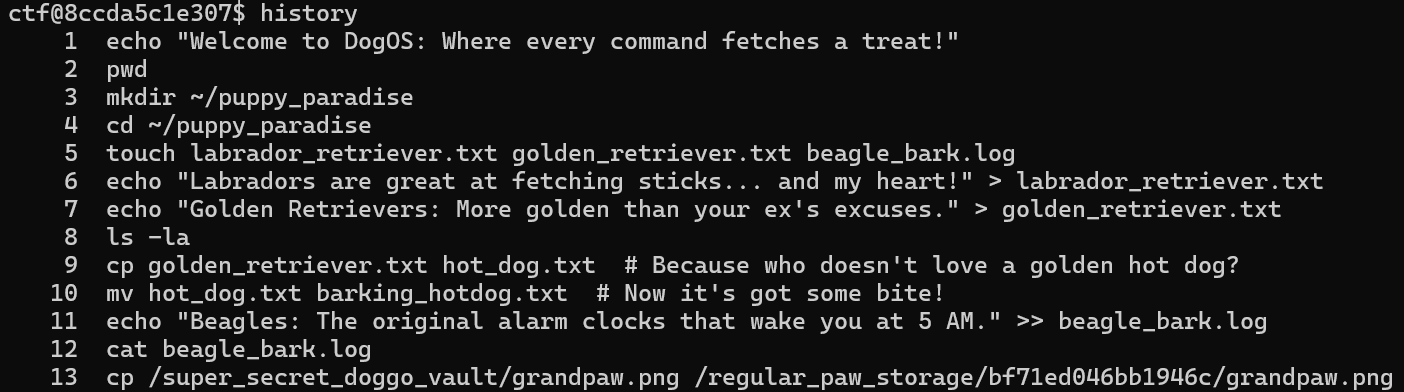 ctf@8ccda5c1e307$ history
1 echo "Welcome to DogOS: Where every command fetches a treat!"
2 pwd
3 mkdir ~/puppy_paradise
4 cd ~/puppy_paradise
5 touch labrador_retriever.txt golden_retriever.txt beagle_bark.log
6 echo "Labradors are great at fetching sticks... and my heart!" > labrador_retriever.txt
7 echo "Golden Retrievers: More golden than your ex's excuses." > golden_retriever.txt
8 ls -la
9 cp golden_retriever.txt hot_dog.txt # Because who doesn't love a golden hot dog?
10 mv hot_dog.txt barking_hotdog.txt # Now it's got some bite!
11 echo "Beagles: The original alarm clocks that wake you at 5 AM." >> beagle_bark.log
12 cat beagle_bark.log
13 cp /super_secret_doggo_vault/grandpaw.png /regular_paw_storage/bf71ed046bb1946c/grandpaw.png